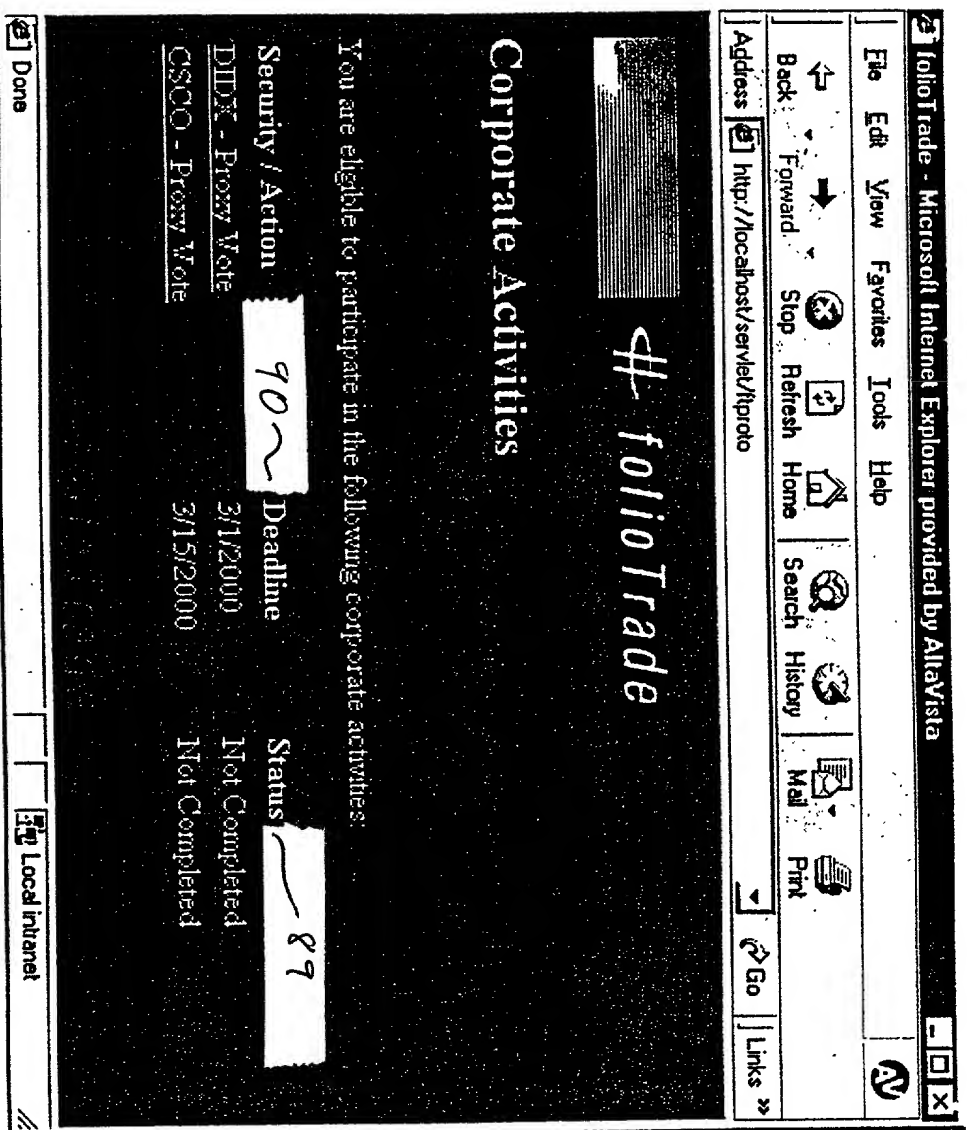 folioTrade - Microsoft Internet Explorer provided by AltaVista
File Edit View Favorites Tools Help
Back Forward Stop Refresh Home Search History Mail Print
Address http://localhost/servlet/ftproto Go Links »
folioTrade
Corporate Activities
You are eligible to participate in the following corporate activities:
Security / Action 90 Deadline Status 89
DIDX - Proxy Vote 3/1/2000 Not Completed
CSCO - Proxy Vote 3/15/2000 Not Completed
Done Local intranet